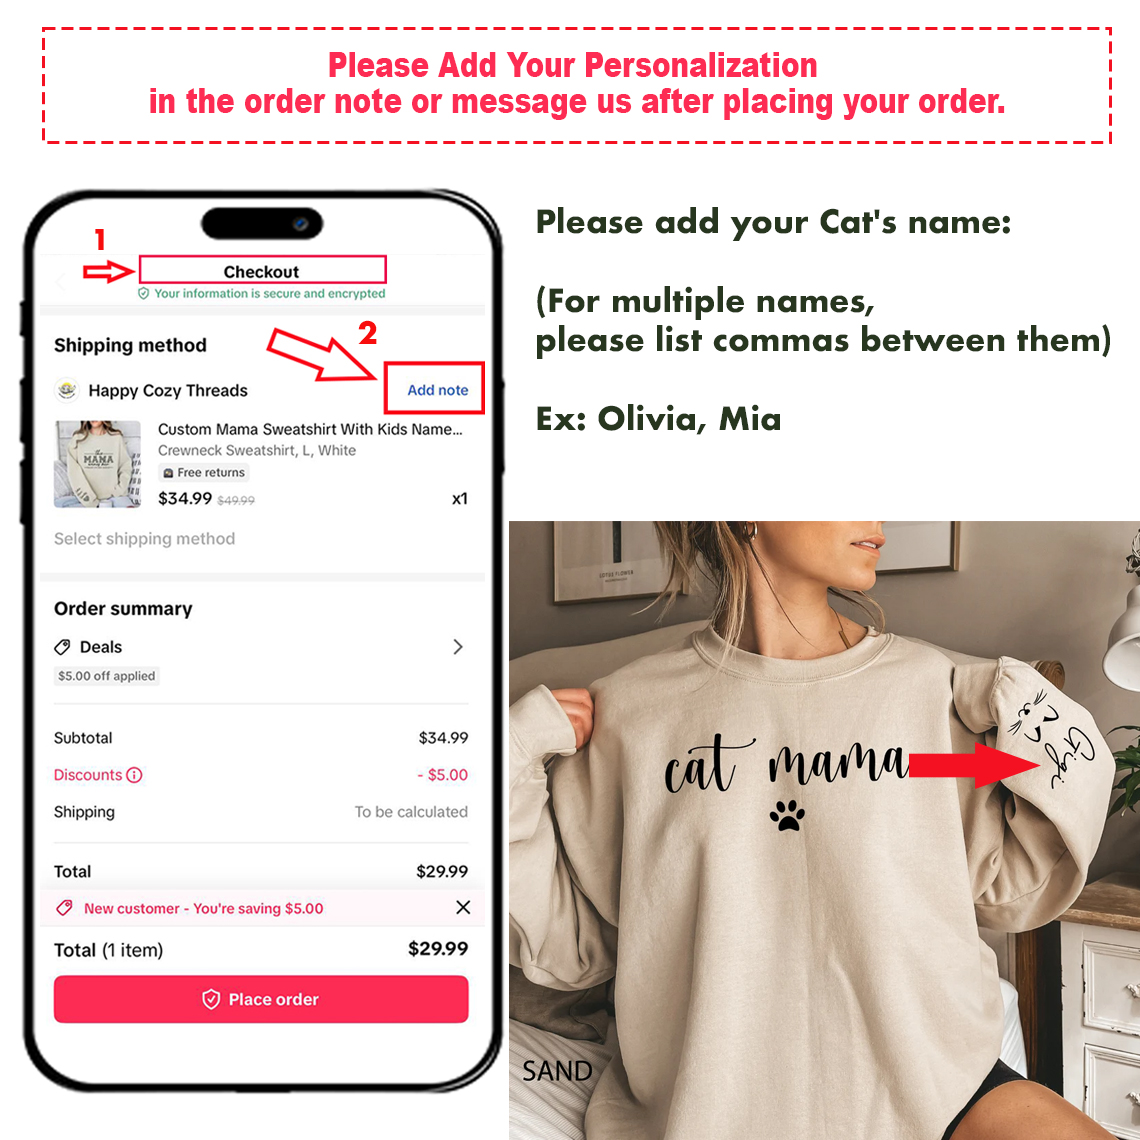 Please Add Your Personalization
in the order note or message us after placing your order.
1
Checkout
Your information is secure and encrypted
2
Shipping method
Happy Cozy Threads
Add note
Custom Mama Sweatshirt With Kids Name...
Crewneck Sweatshirt, L, White
Free returns
$34.99 $49.99
x1
Select shipping method
Order summary
Deals
$5.00 off applied
Subtotal
$34.99
Discounts
- $5.00
Shipping
To be calculated
Total
$29.99
New customer - You're saving $5.00
Total (1 item)
$29.99
Place order
Please add your Cat's name:
(For multiple names,
please list commas between them)
Ex: Olivia, Mia
MAMA
cat mama
Gigi
SAND